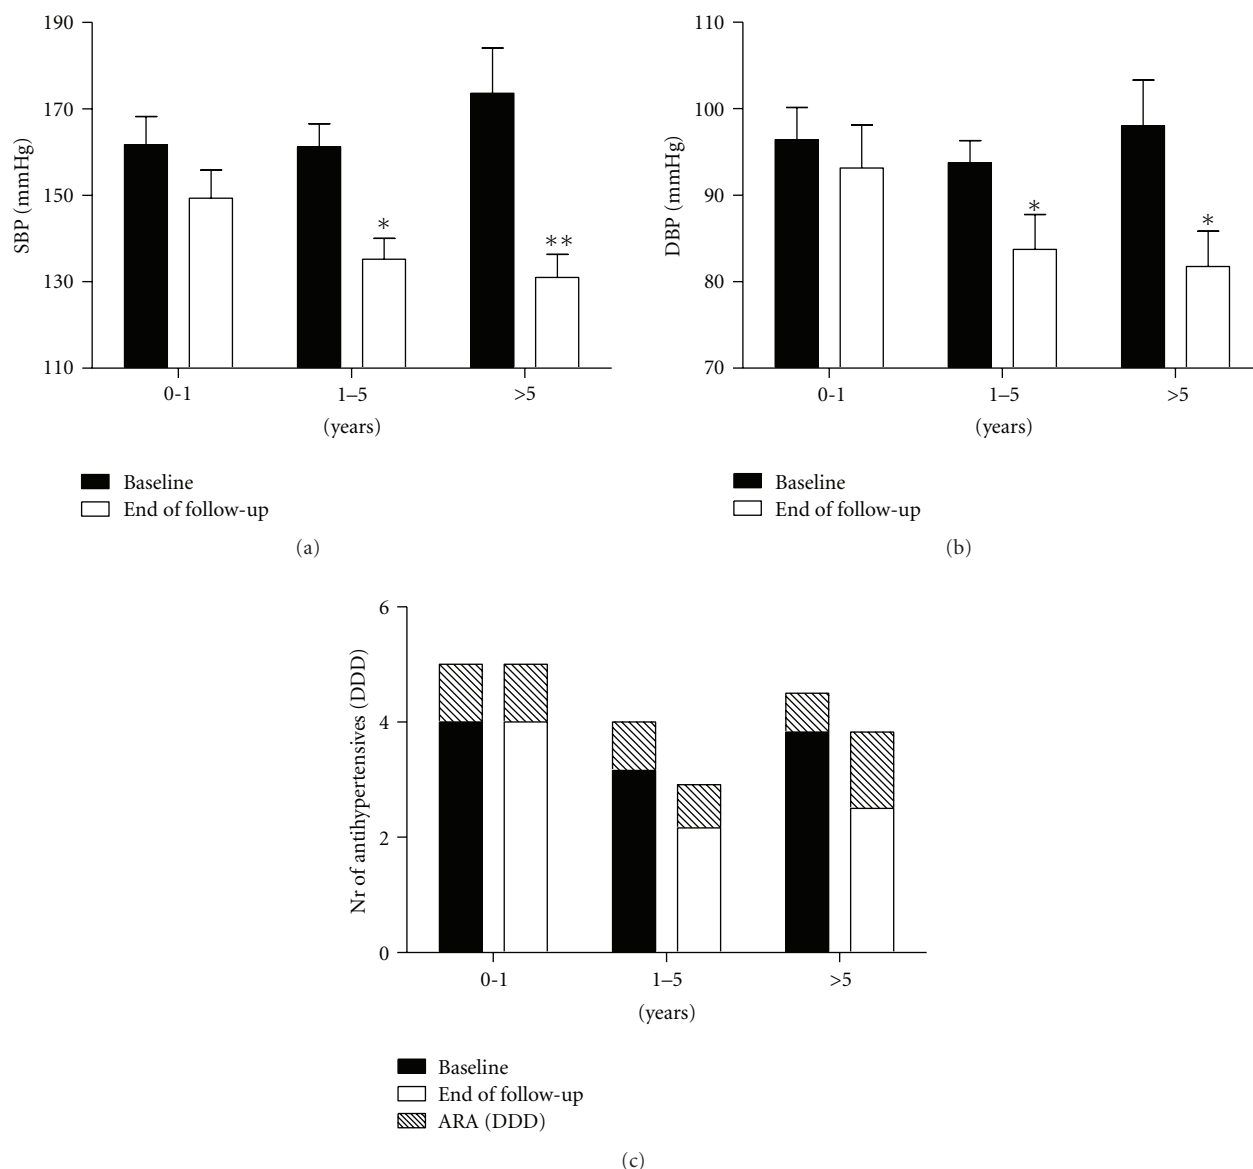 190
170
150
130
110
SBP (mmHg)
*
**
0-1
1–5
>5
(years)
Baseline
End of follow-up
(a)
110
100
90
80
70
DBP (mmHg)
*
*
0-1
1–5
>5
(years)
Baseline
End of follow-up
(b)
6
4
2
0
Nr of antihypertensives (DDD)
0-1
1–5
>5
(years)
Baseline
End of follow-up
ARA (DDD)
(c)